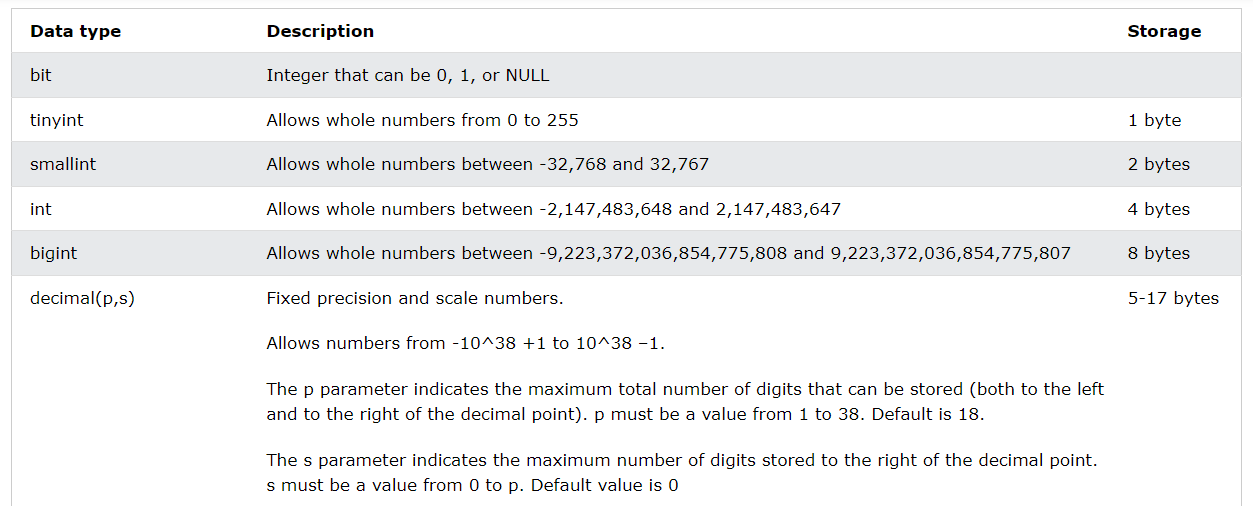 Data type Description Storage
bit Integer that can be 0, 1, or NULL
tinyint Allows whole numbers from 0 to 255 1 byte
smallint Allows whole numbers between -32,768 and 32,767 2 bytes
int Allows whole numbers between -2,147,483,648 and 2,147,483,647 4 bytes
bigint Allows whole numbers between -9,223,372,036,854,775,808 and 9,223,372,036,854,775,807 8 bytes
decimal(p,s) Fixed precision and scale numbers. 5-17 bytes
Allows numbers from -10^38 +1 to 10^38 –1.
The p parameter indicates the maximum total number of digits that can be stored (both to the left
and to the right of the decimal point). p must be a value from 1 to 38. Default is 18.
The s parameter indicates the maximum number of digits stored to the right of the decimal point.
s must be a value from 0 to p. Default value is 0